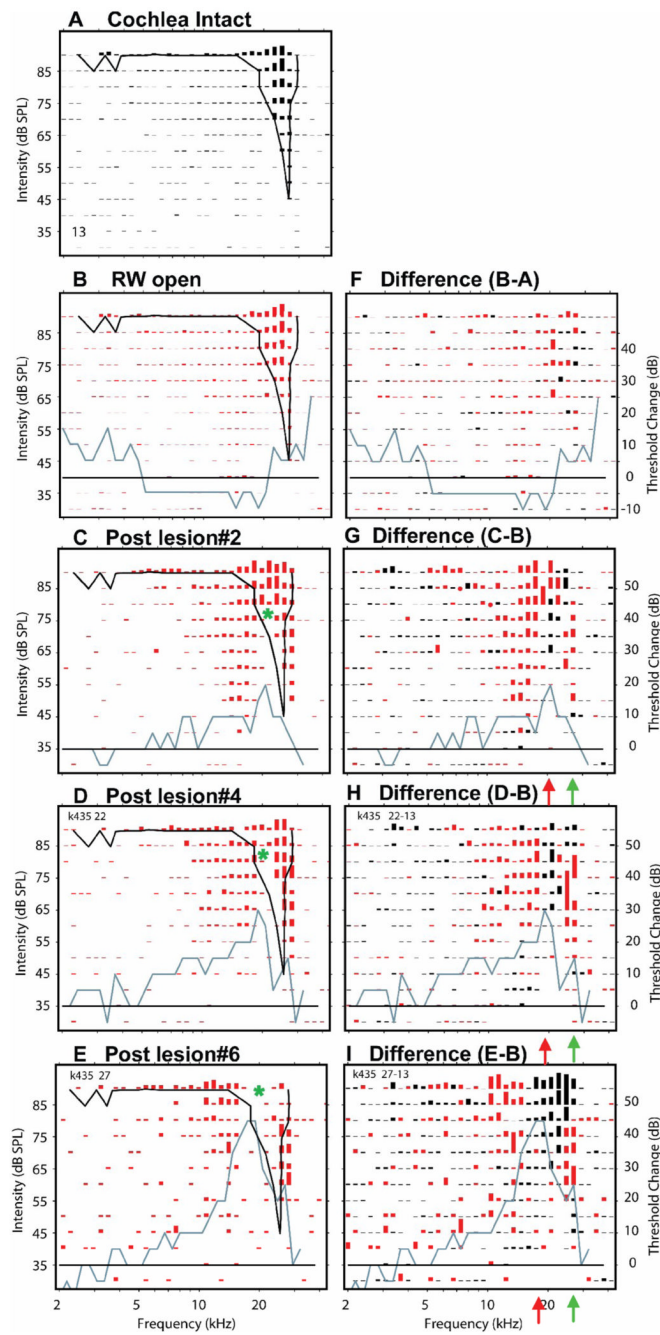 A Cochlea Intact
Intensity (dB SPL)
85
75
65
55
45
35
13
B RW open
Intensity (dB SPL)
85
75
65
55
45
35
F Difference (B-A)
40
30
20
10
0
-10
Threshold Change (dB)
C Post lesion#2
Intensity (dB SPL)
85
75
65
55
45
35
*
G Difference (C-B)
50
40
30
20
10
0
Threshold Change (dB)
D Post lesion#4
k435 22
Intensity (dB SPL)
85
75
65
55
45
35
*
H Difference (D-B)
k435 22-13
50
40
30
20
10
0
Threshold Change (dB)
E Post lesion#6
k435 27
Intensity (dB SPL)
85
75
65
55
45
35
*
2 5 10 20
Frequency (kHz)
I Difference (E-B)
k435 27-13
50
40
30
20
10
0
Threshold Change (dB)
2 5 10 20
Frequency (kHz)